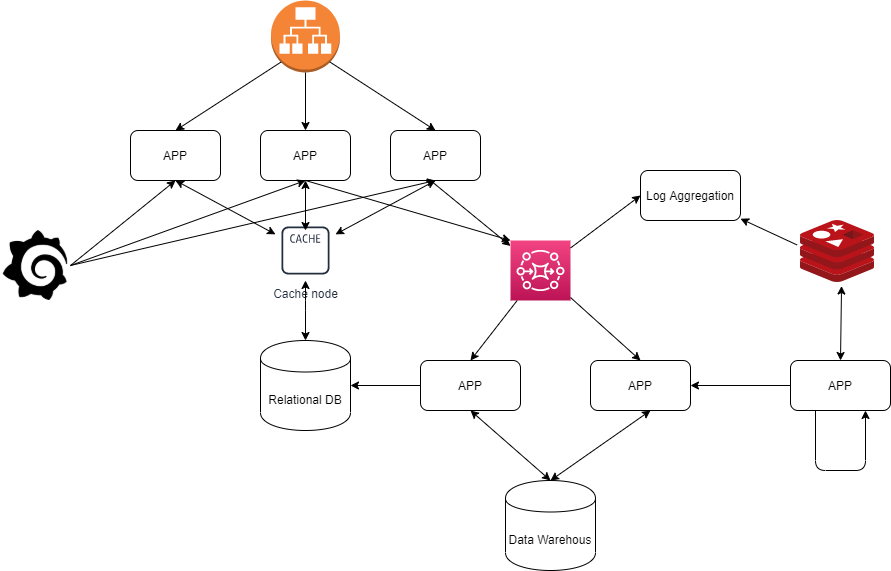 APP
APP
APP
Log Aggregation
CACHE
Cache node
Relational DB
APP
APP
APP
Data Warehous